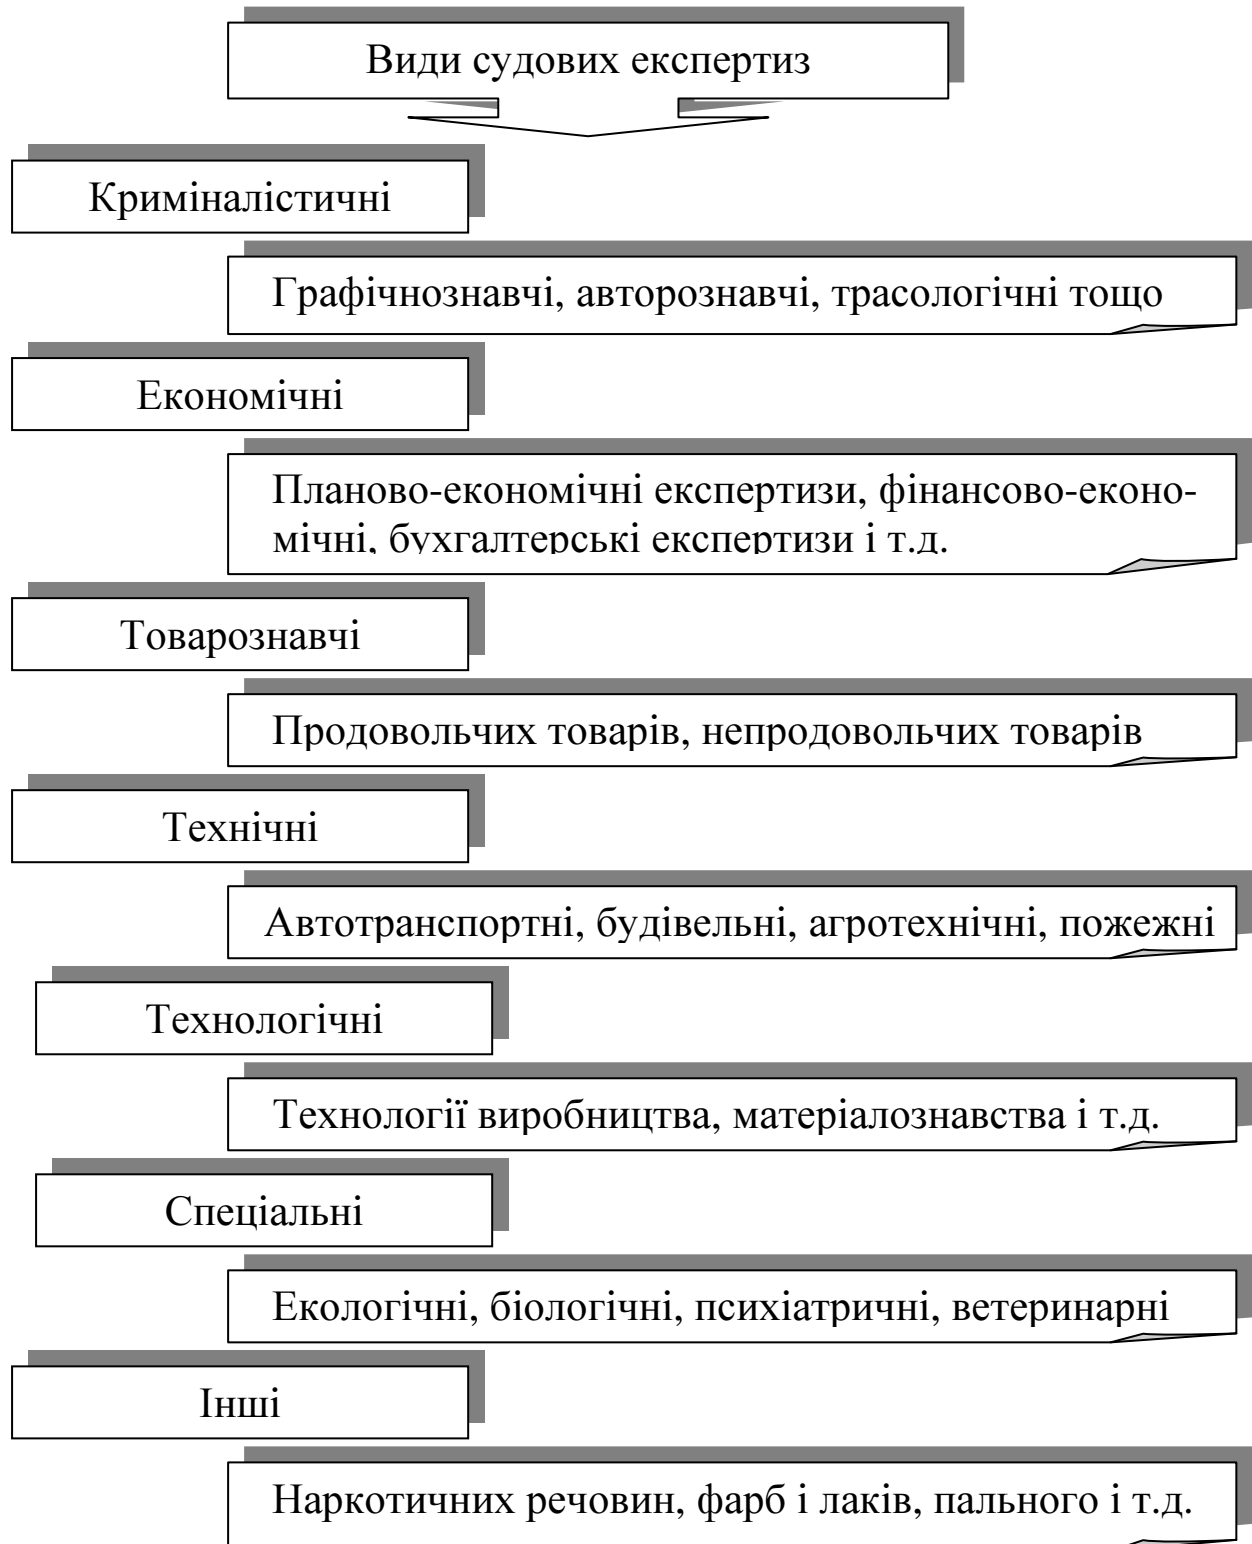 Види судових експертиз
Криміналістичні
Графічнознавчі, авторознавчі, трасологічні тощо
Економічні
Планово-економічні експертизи, фінансово-еконо-
мічні, бухгалтерські експертизи і т.д.
Товарознавчі
Продовольчих товарів, непродовольчих товарів
Технічні
Автотранспортні, будівельні, агротехнічні, пожежні
Технологічні
Технології виробництва, матеріалознавства і т.д.
Спеціальні
Екологічні, біологічні, психіатричні, ветеринарні
Інші
Наркотичних речовин, фарб і лаків, пального і т.д.